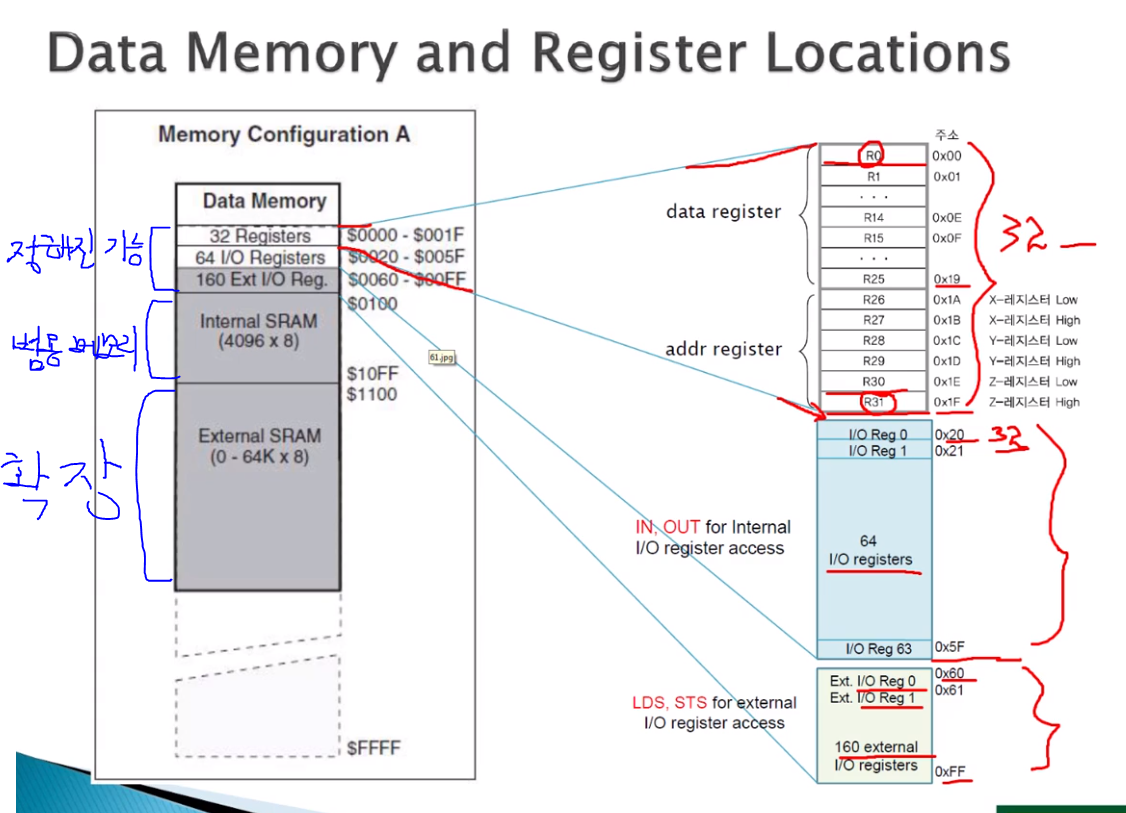 Data Memory and Register Locations
Memory Configuration A
Data Memory
32 Registers $0000 - $001F
64 I/O Registers $0020 - $005F
160 Ext I/O Reg. $0060 - $00FF
$0100
Internal SRAM
(4096 x 8)
$10FF
$1100
External SRAM
(0 - 64K x 8)
$FFFF
정해진 기능
범용 메모리
확장
61.jpg
주소
data register
R0 0x00
R1 0x01
· · ·
R14 0x0E
R15 0x0F
· · ·
R25 0x19
addr register
R26 0x1A X-레지스터 Low
R27 0x1B X-레지스터 High
R28 0x1C Y-레지스터 Low
R29 0x1D Y-레지스터 High
R30 0x1E Z-레지스터 Low
R31 0x1F Z-레지스터 High
32
I/O Reg 0 0x20 32
I/O Reg 1 0x21
IN, OUT for Internal
I/O register access
64
I/O registers
I/O Reg 63 0x5F
Ext. I/O Reg 0 0x60
Ext. I/O Reg 1 0x61
LDS, STS for external
I/O register access
160 external
I/O registers
0xFF